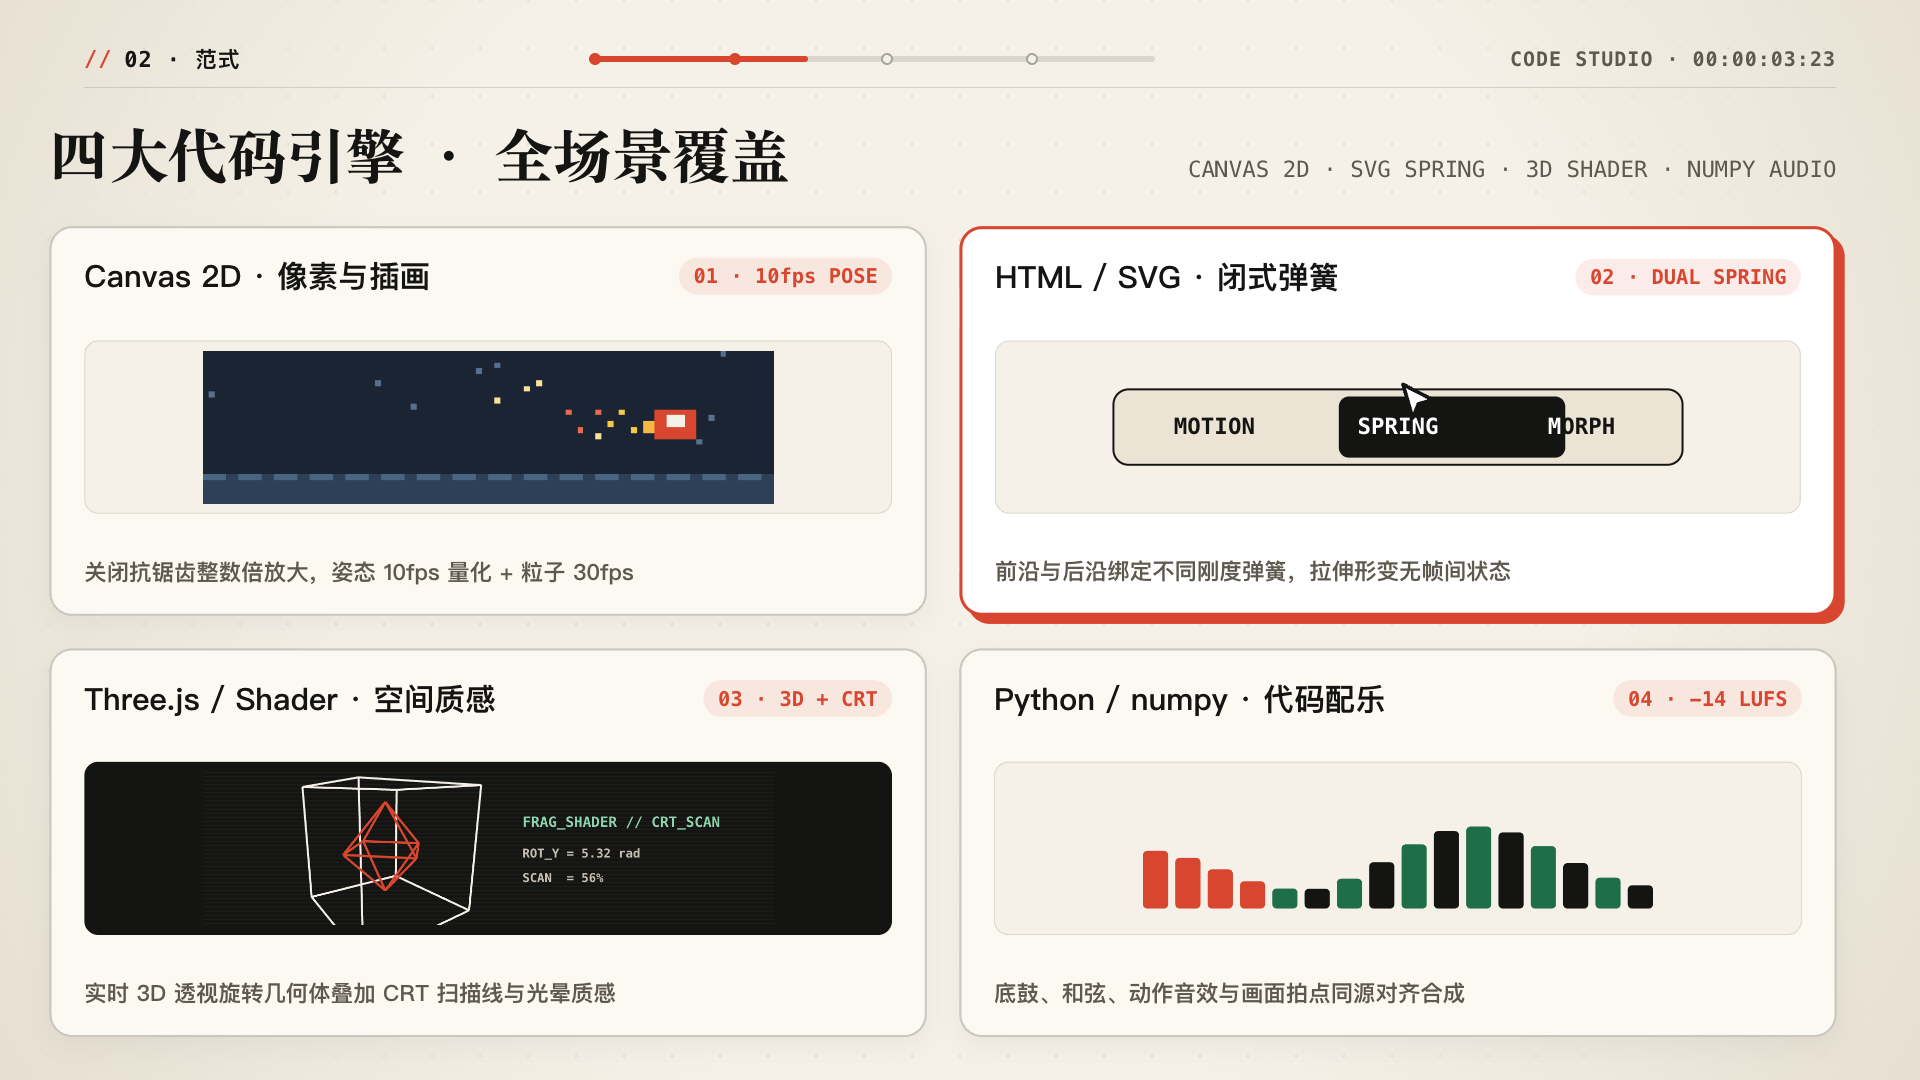 // 02 · 范式
CODE STUDIO · 00:00:03:23
四大代码引擎 · 全场景覆盖
CANVAS 2D · SVG SPRING · 3D SHADER · NUMPY AUDIO
Canvas 2D · 像素与插画
01 · 10fps POSE
关闭抗锯齿整数倍放大，姿态 10fps 量化 + 粒子 30fps
HTML / SVG · 闭式弹簧
02 · DUAL SPRING
MOTION
SPRING
MORPH
前沿与后沿绑定不同刚度弹簧，拉伸形变无帧间状态
Three.js / Shader · 空间质感
03 · 3D + CRT
FRAG_SHADER // CRT_SCAN
ROT_Y = 5.32 rad
SCAN  = 56%
实时 3D 透视旋转几何体叠加 CRT 扫描线与光晕质感
Python / numpy · 代码配乐
04 · −14 LUFS
底鼓、和弦、动作音效与画面拍点同源对齐合成